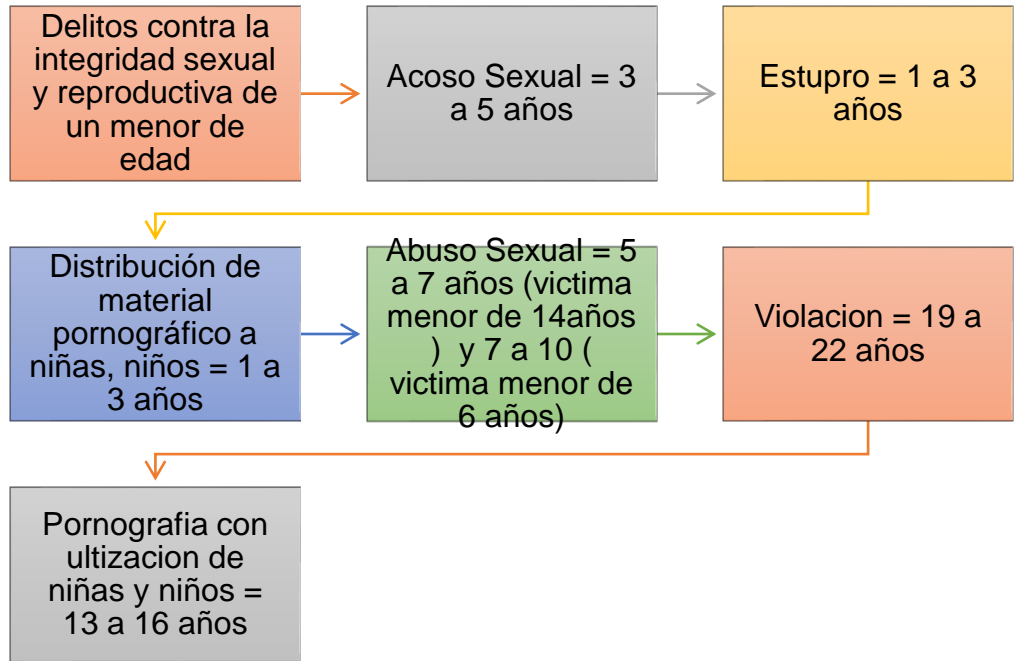 Delitos contra la
integridad sexual
y reproductiva de
un menor de
edad
Acoso Sexual = 3
a 5 años
Estupro = 1 a 3
años
Distribución de
material
pornográfico a
niñas, niños = 1 a
3 años
Abuso Sexual = 5
a 7 años (victima
menor de 14años
) y 7 a 10 (
victima menor de
6 años)
Violacion = 19 a
22 años
Pornografia con
ultizacion de
niñas y niños =
13 a 16 años